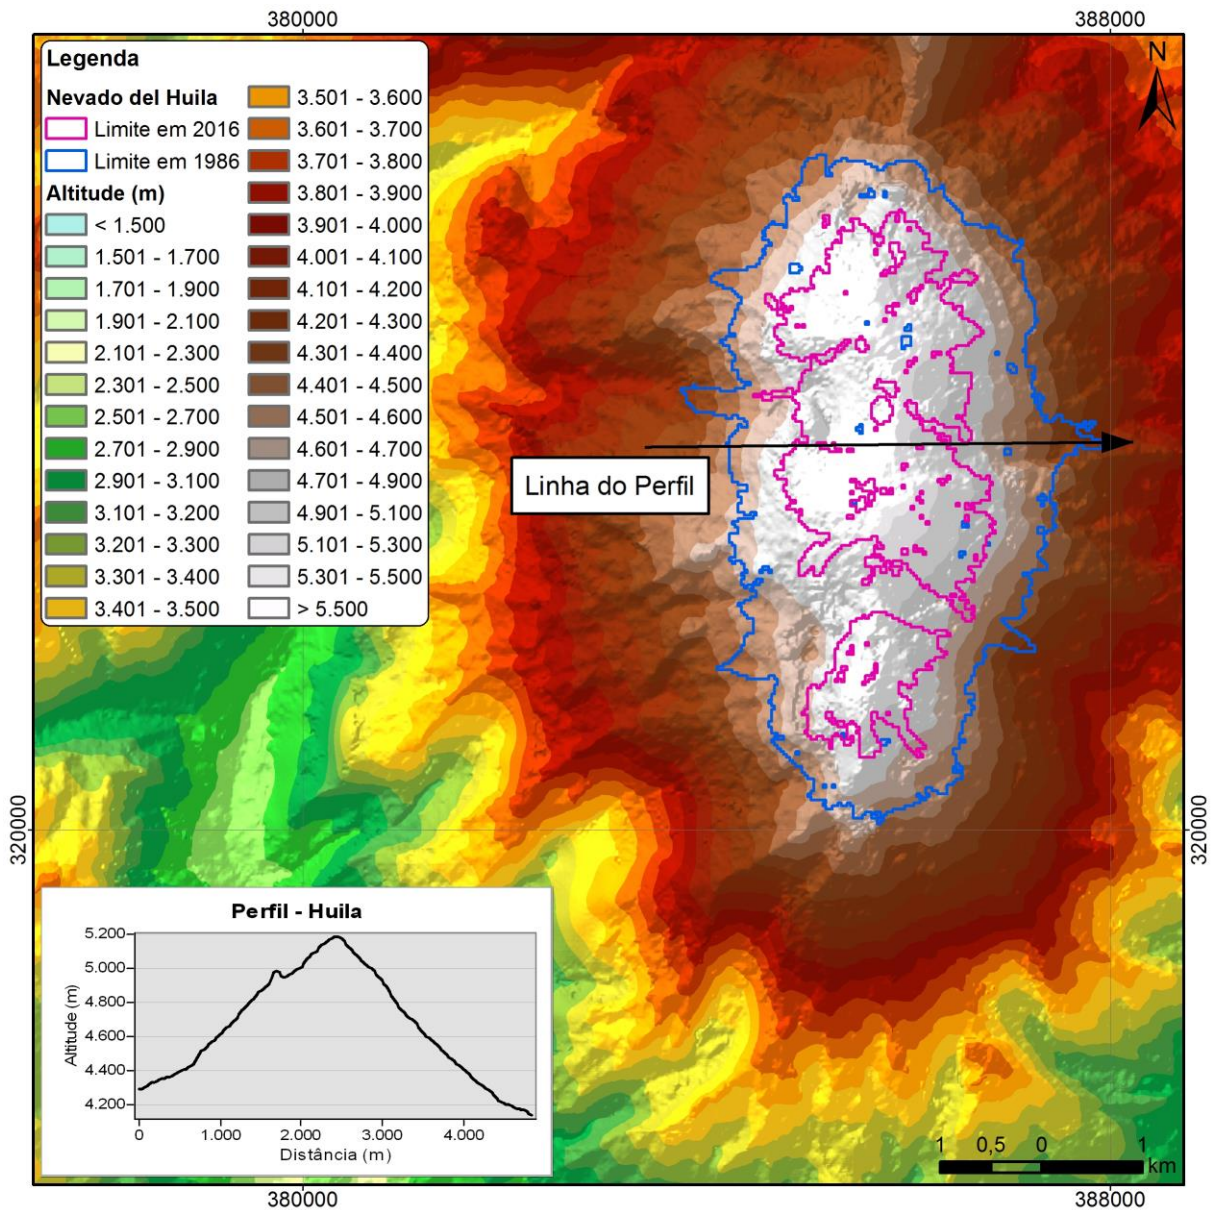 380000
388000
Legenda
Nevado del Huila
Limite em 2016
Limite em 1986
Altitude (m)
< 1.500
1.501 - 1.700
1.701 - 1.900
1.901 - 2.100
2.101 - 2.300
2.301 - 2.500
2.501 - 2.700
2.701 - 2.900
2.901 - 3.100
3.101 - 3.200
3.201 - 3.300
3.301 - 3.400
3.401 - 3.500
3.501 - 3.600
3.601 - 3.700
3.701 - 3.800
3.801 - 3.900
3.901 - 4.000
4.001 - 4.100
4.101 - 4.200
4.201 - 4.300
4.301 - 4.400
4.401 - 4.500
4.501 - 4.600
4.601 - 4.700
4.701 - 4.900
4.901 - 5.100
5.101 - 5.300
5.301 - 5.500
> 5.500
N
Linha do Perfil
320000
320000
Perfil - Huila
Altitude (m)
5.200
5.000
4.800
4.600
4.400
4.200
0
1.000
2.000
3.000
4.000
Distância (m)
1
0,5
0
1
km
380000
388000